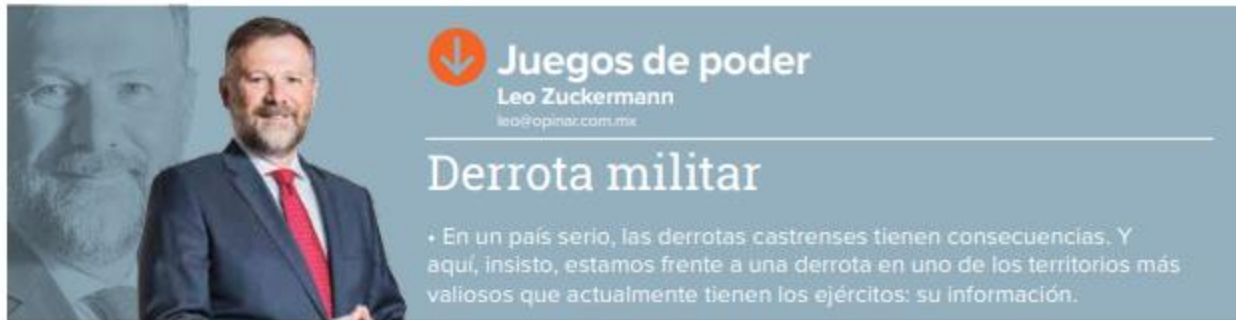 Juegos de poder
Leo Zuckermann
leo@opinar.com.mx
Derrota militar
• En un país serio, las derrotas castrenses tienen consecuencias. Y
aquí, insisto, estamos frente a una derrota en uno de los territorios más
valiosos que actualmente tienen los ejércitos: su información.